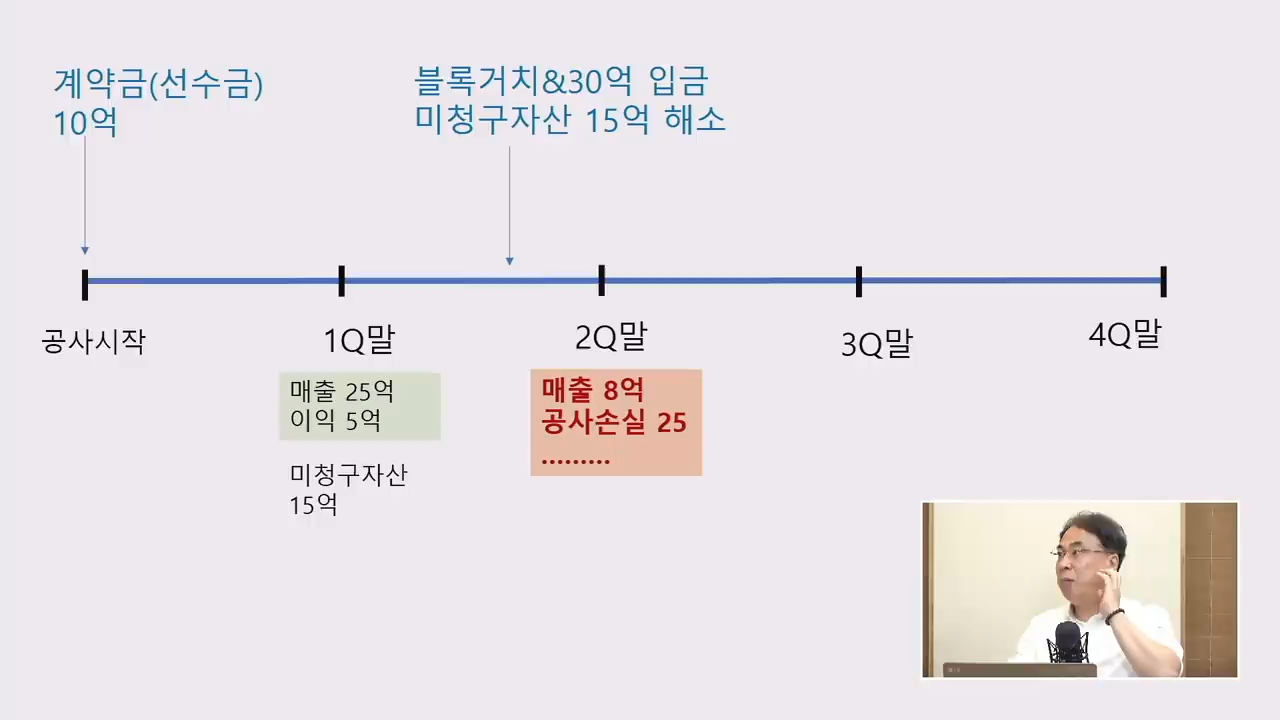 계약금(선수금)
10억
블록거치&30억 입금
미청구자산 15억 해소
공사시작
1Q말
2Q말
3Q말
4Q말
매출 25억
이익 5억
미청구자산
15억
매출 8억
공사손실 25
.........